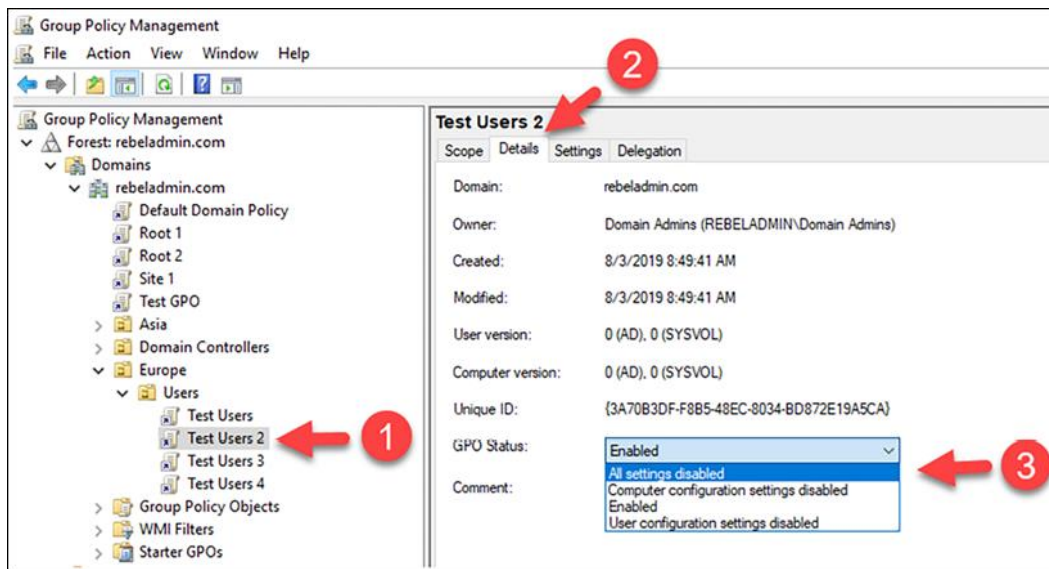 Group Policy Management
File Action View Window Help
2
Group Policy Management
Forest: rebeladmin.com
Domains
rebeladmin.com
Default Domain Policy
Root 1
Root 2
Site 1
Test GPO
Asia
Domain Controllers
Europe
Users
Test Users
Test Users 2
1
Test Users 3
Test Users 4
Group Policy Objects
WMI Filters
Starter GPOs
Test Users 2
Scope Details Settings Delegation
Domain: rebeladmin.com
Owner: Domain Admins (REBELADMIN\Domain Admins)
Created: 8/3/2019 8:49:41 AM
Modified: 8/3/2019 8:49:41 AM
User version: 0 (AD), 0 (SYSVOL)
Computer version: 0 (AD), 0 (SYSVOL)
Unique ID: {3A70B3DF-F8B5-48EC-8034-BD872E19A5CA}
GPO Status: Enabled
All settings disabled
3
Comment: Computer configuration settings disabled
Enabled
User configuration settings disabled